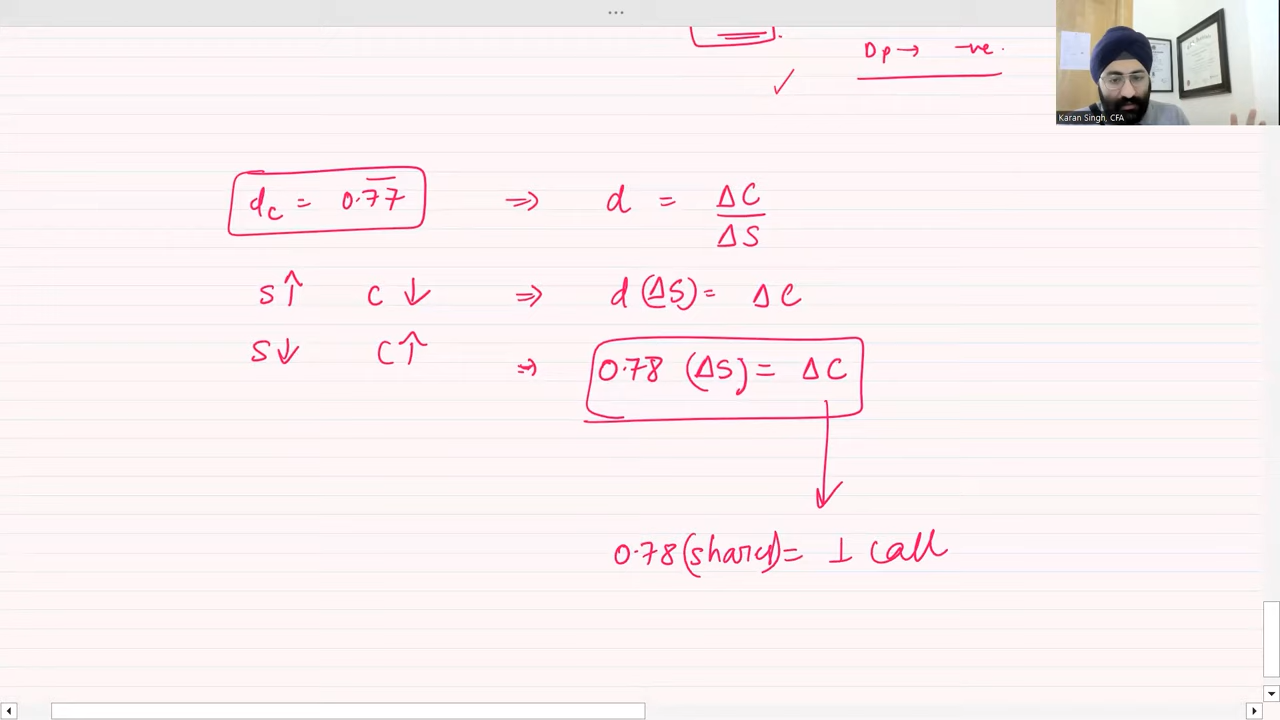 Dp → -ve.
Karan Singh, CFA
dc = 0.77 ⇒ d = ΔC/ΔS
S↑ C↓ ⇒ d(ΔS) = ΔC
S↓ C↑ ⇒ 0.78 (ΔS) = ΔC
0.78(shares) = 1 call